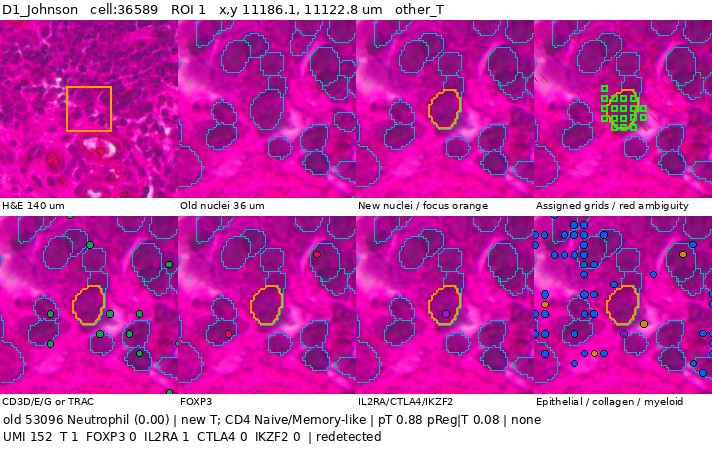 D1_Johnson cell:36589 ROI 1 x,y 11186.1, 11122.8 um other_T
H&E 140 um
Old nuclei 36 um
New nuclei / focus orange
Assigned grids / red ambiguity
CD3D/E/G or TRAC
FOXP3
IL2RA/CTLA4/IKZF2
Epithelial / collagen / myeloid
old 53096 Neutrophil (0.00) | new T; CD4 Naive/Memory-like | pT 0.88 pReg|T 0.08 | none
UMI 152 T 1 FOXP3 0 IL2RA 1 CTLA4 0 IKZF2 0 | redetected